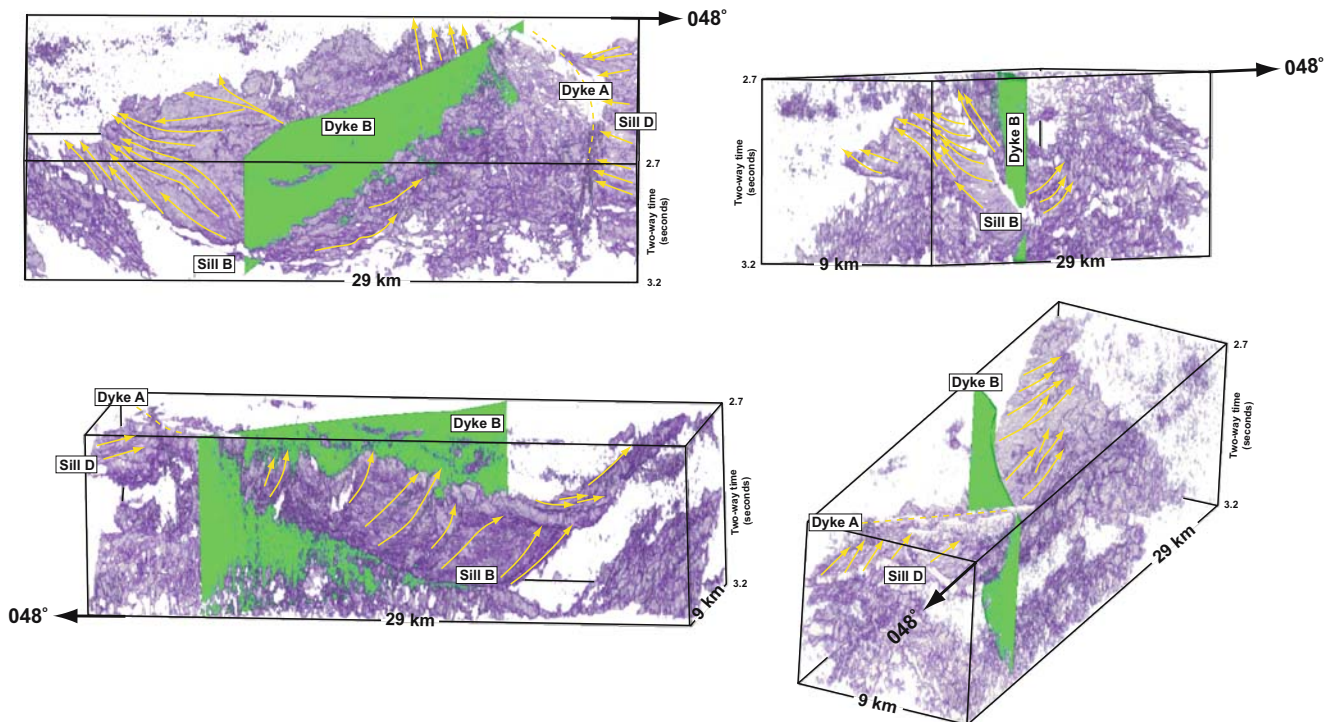 048°
Dyke A
Dyke B
Sill D
2.7
Two-way time
(seconds)
Sill B
29 km
3.2
048°
2.7
Dyke B
Two-way time
(seconds)
Sill B
3.2
9 km
29 km
Dyke A
2.7
Dyke B
Sill D
Two-way time
(seconds)
Sill B
3.2
048°
29 km
9 km
2.7
Dyke B
Two-way time
(seconds)
3.2
Dyke A
29 km
Sill D
048°
9 km